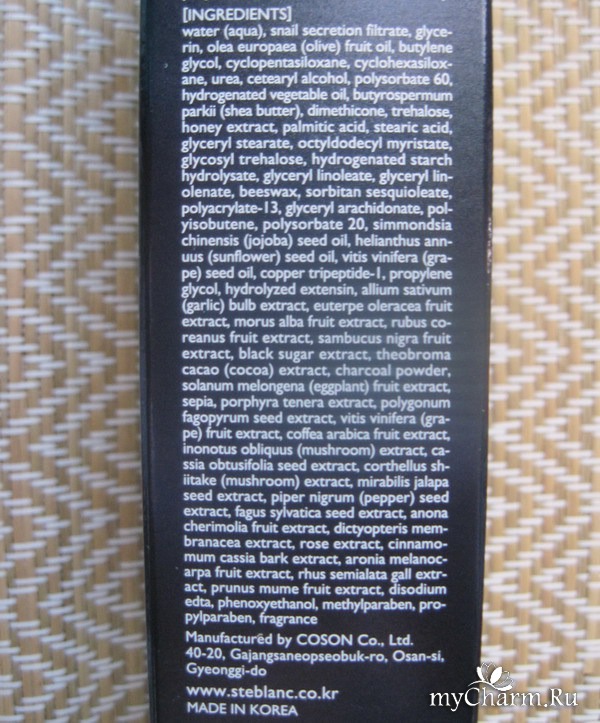 [INGREDIENTS]
water (aqua), snail secretion filtrate, glyce-
rin, olea europaea (olive) fruit oil, butylene
glycol, cyclopentasiloxane, cyclohexasilox-
ane, urea, cetearyl alcohol, polysorbate 60,
hydrogenated vegetable oil, butyrospermum
parkii (shea butter), dimethicone, trehalose,
honey extract, palmitic acid, stearic acid,
glyceryl stearate, octyldodecyl myristate,
glycosyl trehalose, hydrogenated starch
hydrolysate, glyceryl linoleate, glyceryl lin-
olenate, beeswax, sorbitan sesquioleate,
polyacrylate-13, glyceryl arachidonate, pol-
yisobutene, polysorbate 20, simmondsia
chinensis (jojoba) seed oil, helianthus ann-
uus (sunflower) seed oil, vitis vinifera (gra-
pe) seed oil, copper tripeptide-1, propylene
glycol, hydrolyzed extensin, allium sativum
(garlic) bulb extract, euterpe oleracea fruit
extract, morus alba fruit extract, rubus co-
reanus fruit extract, sambucus nigra fruit
extract, black sugar extract, theobroma
cacao (cocoa) extract, charcoal powder,
solanum melongena (eggplant) fruit extract,
sepia, porphyra tenera extract, polygonum
fagopyrum seed extract, vitis vinifera (gra-
pe) fruit extract, coffea arabica fruit extract,
inonotus obliquus (mushroom) extract, ca-
ssia obtusifolia seed extract, corthellus sh-
iitake (mushroom) extract, mirabilis jalapa
seed extract, piper nigrum (pepper) seed
extract, fagus sylvatica seed extract, anona
cherimolia fruit extract, dictyopteris mem-
branacea extract, rose extract, cinnamo-
mum cassia bark extract, aronia melanoc-
arpa fruit extract, rhus semialata gall extr-
act, prunus mume fruit extract, disodium
edta, phenoxyethanol, methylparaben, pro-
pylparaben, fragrance
Manufactured by COSON Co., Ltd.
40-20, Gajangsaneopseobuk-ro, Osan-si,
Gyeonggi-do
www.steblanc.co.kr
MADE IN KOREA
myCharm.Ru